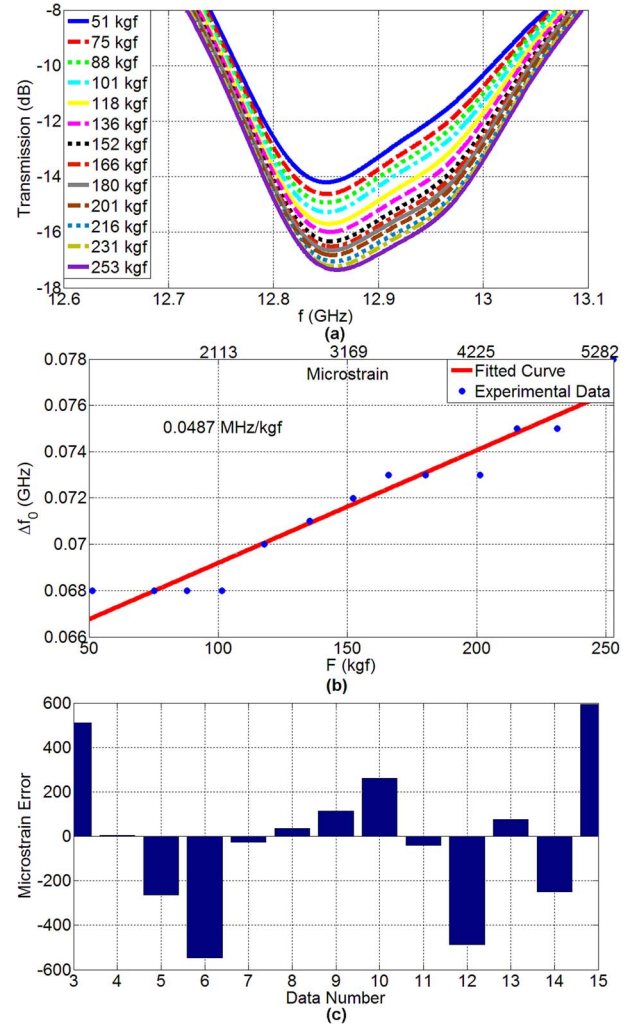 -8
-10
-12
-14
-16
-18
Transmission (dB)
51 kgf
75 kgf
88 kgf
101 kgf
118 kgf
136 kgf
152 kgf
166 kgf
180 kgf
201 kgf
216 kgf
231 kgf
253 kgf
12.6 12.7 12.8 12.9 13 13.1
f (GHz)
(a)
2113 3169 4225 5282
Microstrain
Fitted Curve
Experimental Data
0.0487 MHz/kgf
0.078
0.076
0.074
0.072
0.07
0.068
0.066
Δf0 (GHz)
50 100 150 200 250
F (kgf)
(b)
600
400
200
0
-200
-400
-600
Microstrain Error
3 4 5 6 7 8 9 10 11 12 13 14 15
Data Number
(c)